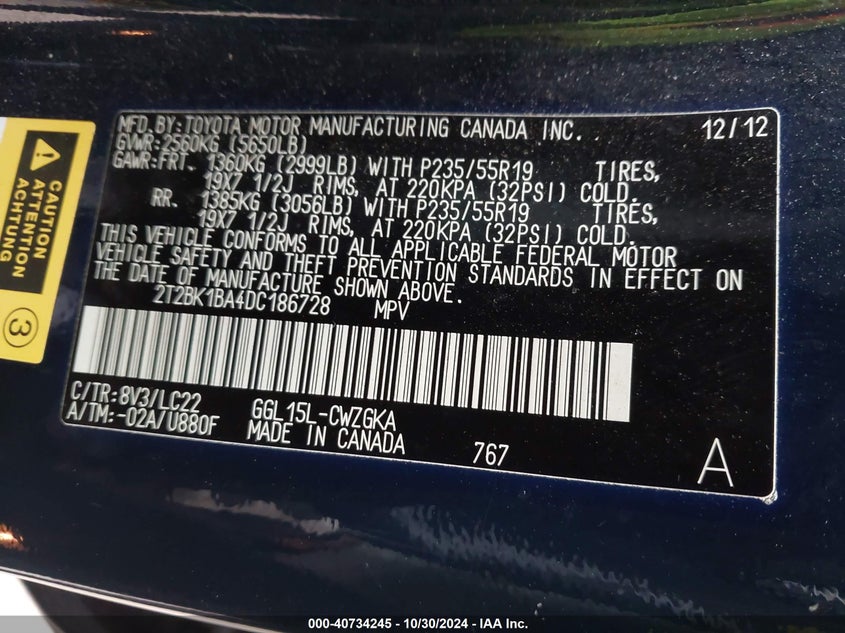 MFD.BY:TOYOTA MOTOR MANUFACTURING CANADA INC. 12/12
GVWR:2560KG (5650LB)
GAWR:FRT. 1360KG (2999LB) WITH P235/55R19 TIRES,
19X7 1/2J RIMS, AT 220KPA (32PSI) COLD.
RR. 1385KG (3056LB) WITH P235/55R19 TIRES,
19X7 1/2J RIMS, AT 220KPA (32PSI) COLD.
THIS VEHICLE CONFORMS TO ALL APPLICABLE FEDERAL MOTOR
VEHICLE SAFETY AND THEFT PREVENTION STANDARDS IN EFFECT ON
THE DATE OF MANUFACTURE SHOWN ABOVE.
2T2BK1BA4DC186728 MPV
C/TR:8V3/LC22
A/TM:-02A/U880F
GGL15L-CWZGKA
MADE IN CANADA
767
A
CAUTION
ATTENTION
ACHTUNG
3
000-40734245 - 10/30/2024 - IAA Inc.